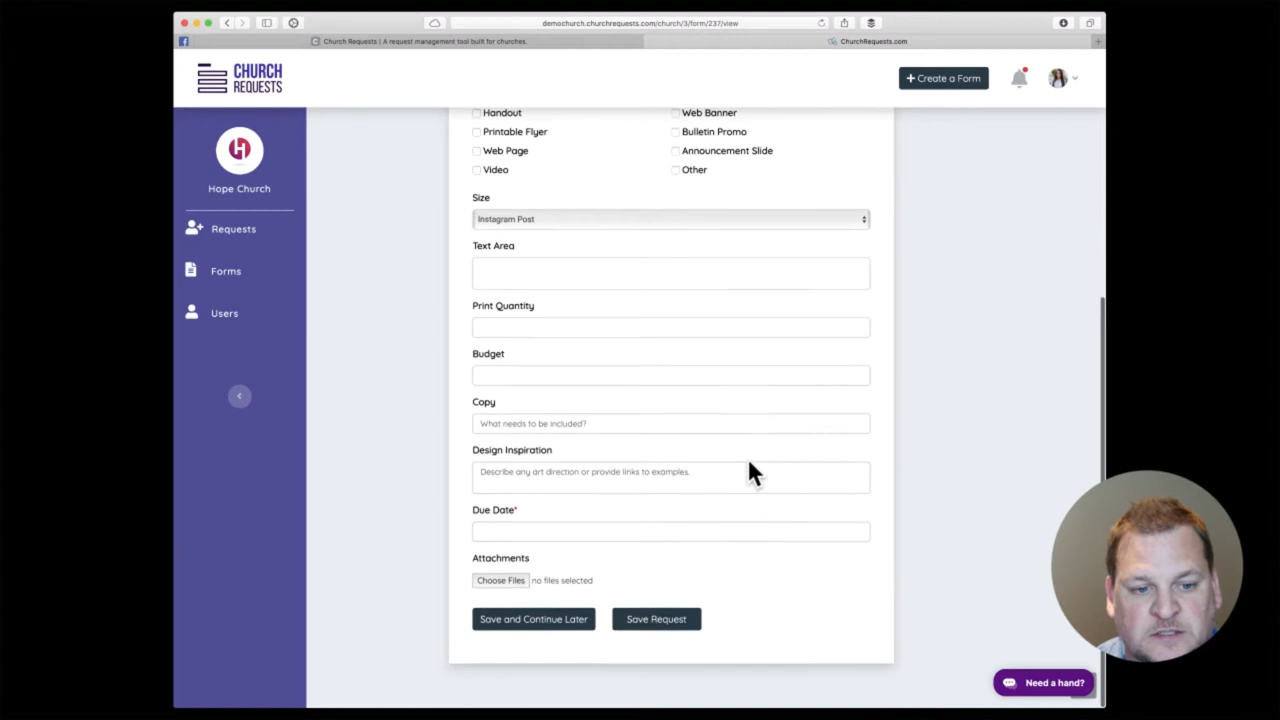 demochurch.churchrequests.com/church/3/form/237/view
Church Requests | A request management tool built for churches.
ChurchRequests.com
CHURCH
REQUESTS
+ Create a Form
Hope Church
Requests
Forms
Users
Handout
Web Banner
Printable Flyer
Bulletin Promo
Web Page
Announcement Slide
Video
Other
Size
Instagram Post
Text Area
Print Quantity
Budget
Copy
What needs to be included?
Design Inspiration
Describe any art direction or provide links to examples.
Due Date*
Attachments
Choose Files no files selected
Save and Continue Later
Save Request
Need a hand?